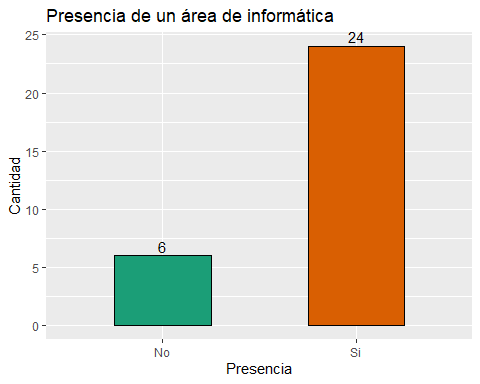 Presencia de un área de informática
25
20
15
10
5
0
Cantidad
6
24
No
Si
Presencia